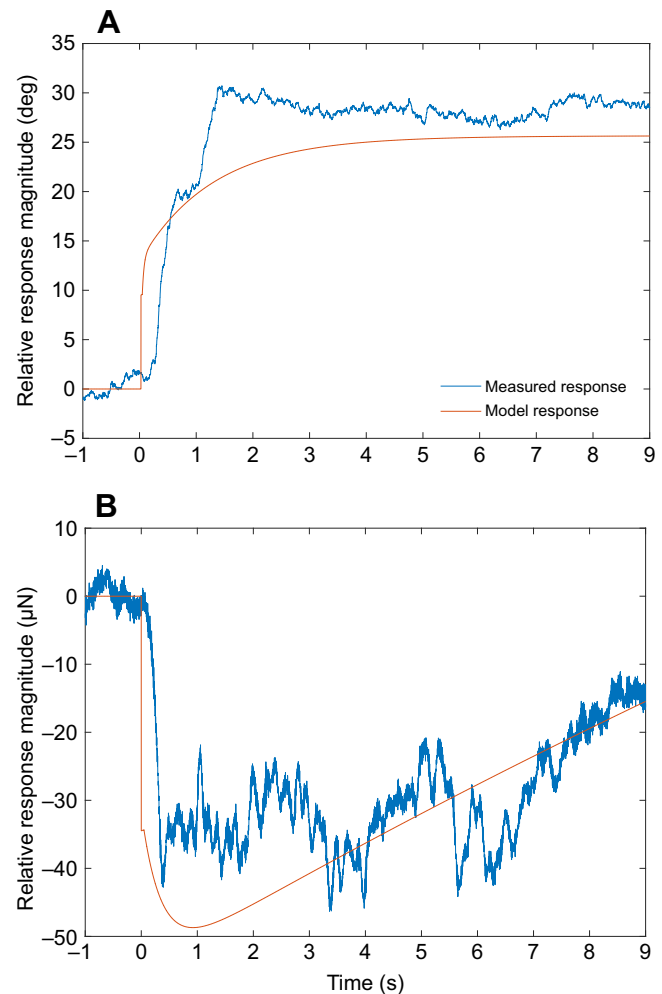 A
Relative response magnitude (deg)
35
30
25
20
15
10
5
0
–5
–1 0 1 2 3 4 5 6 7 8 9
Measured response
Model response
B
Relative response magnitude (µN)
10
0
–10
–20
–30
–40
–50
–1 0 1 2 3 4 5 6 7 8 9
Time (s)